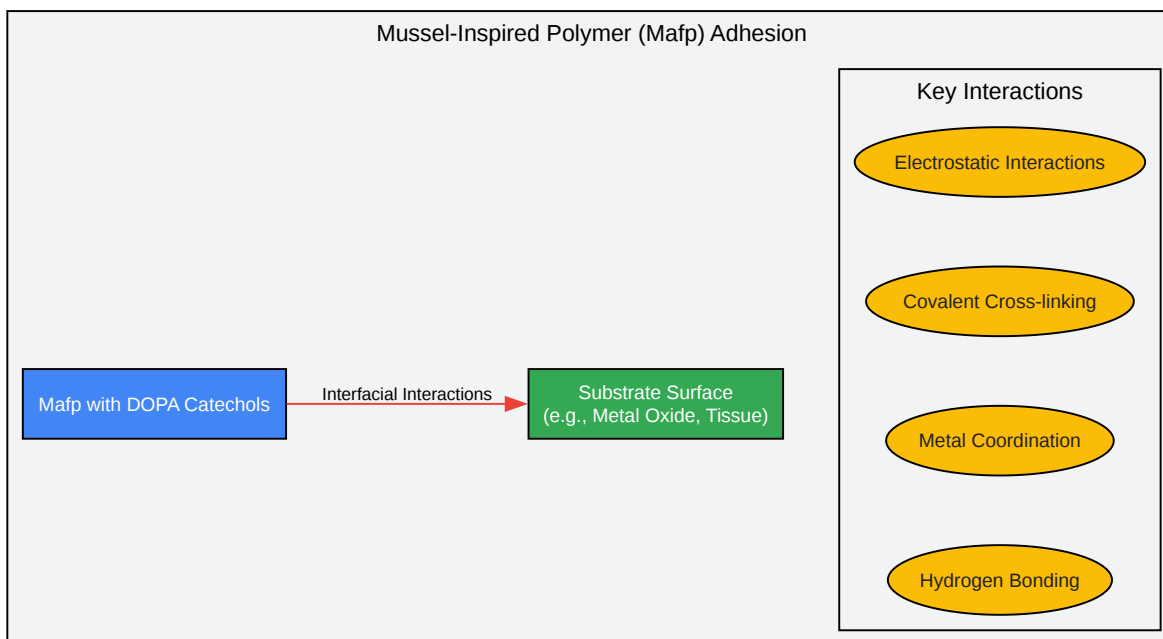 Mussel-Inspired Polymer (Mafp) Adhesion
Key Interactions
Electrostatic Interactions
Covalent Cross-linking
Mafp with DOPA Catechols
Interfacial Interactions
Substrate Surface
(e.g., Metal Oxide, Tissue)
Metal Coordination
Hydrogen Bonding